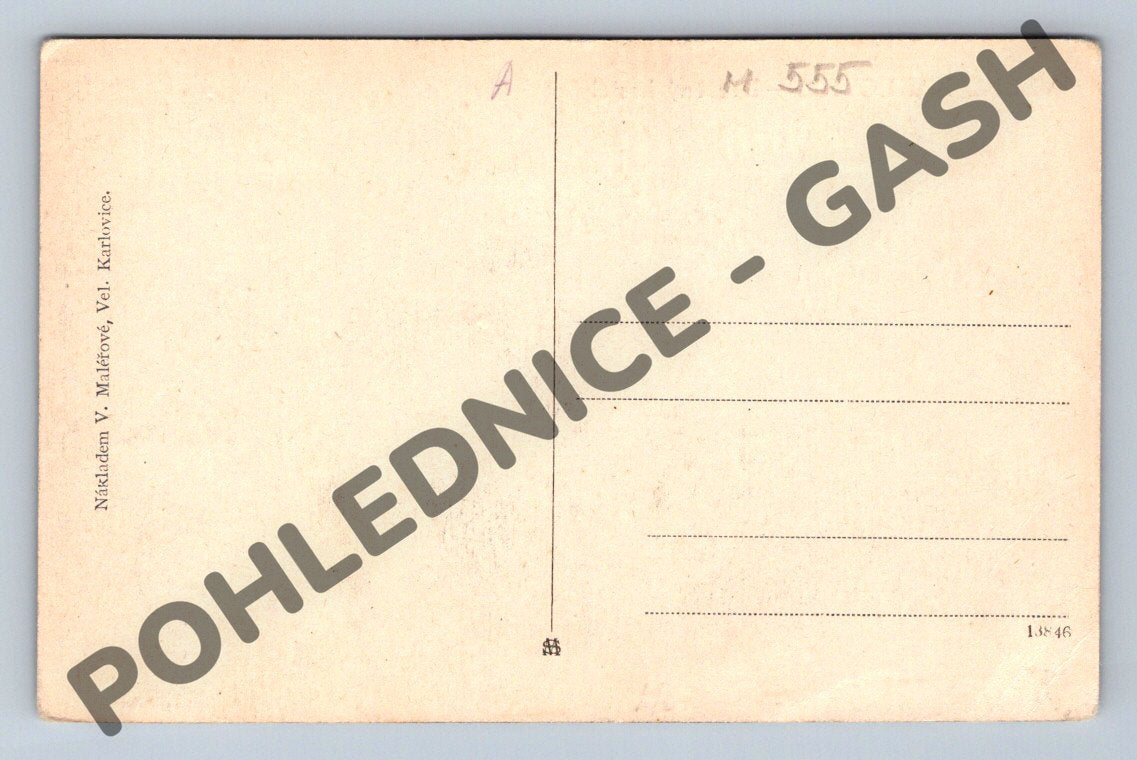 A
M 555
Nákladem V. Maléřové, Vel. Karlovice.
POHLEDNICE - GASH
13846